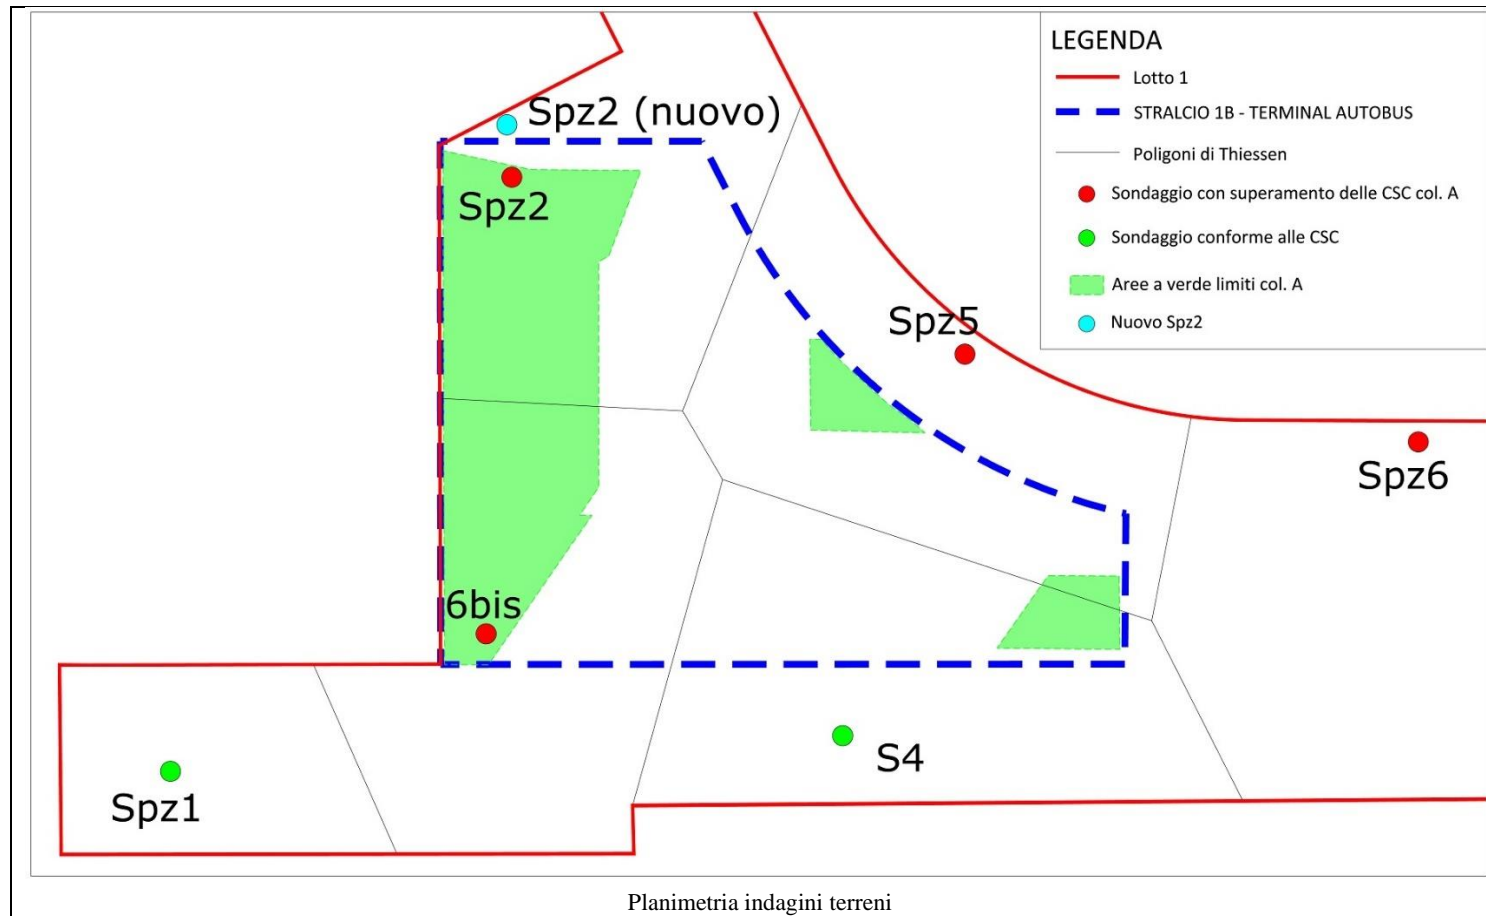 LEGENDA
Lotto 1
STRALCIO 1B - TERMINAL AUTOBUS
Poligoni di Thiessen
Sondaggio con superamento delle CSC col. A
Sondaggio conforme alle CSC
Aree a verde limiti col. A
Nuovo Spz2
Spz2 (nuovo)
Spz2
Spz5
Spz6
6bis
S4
Spz1
Planimetria indagini terreni